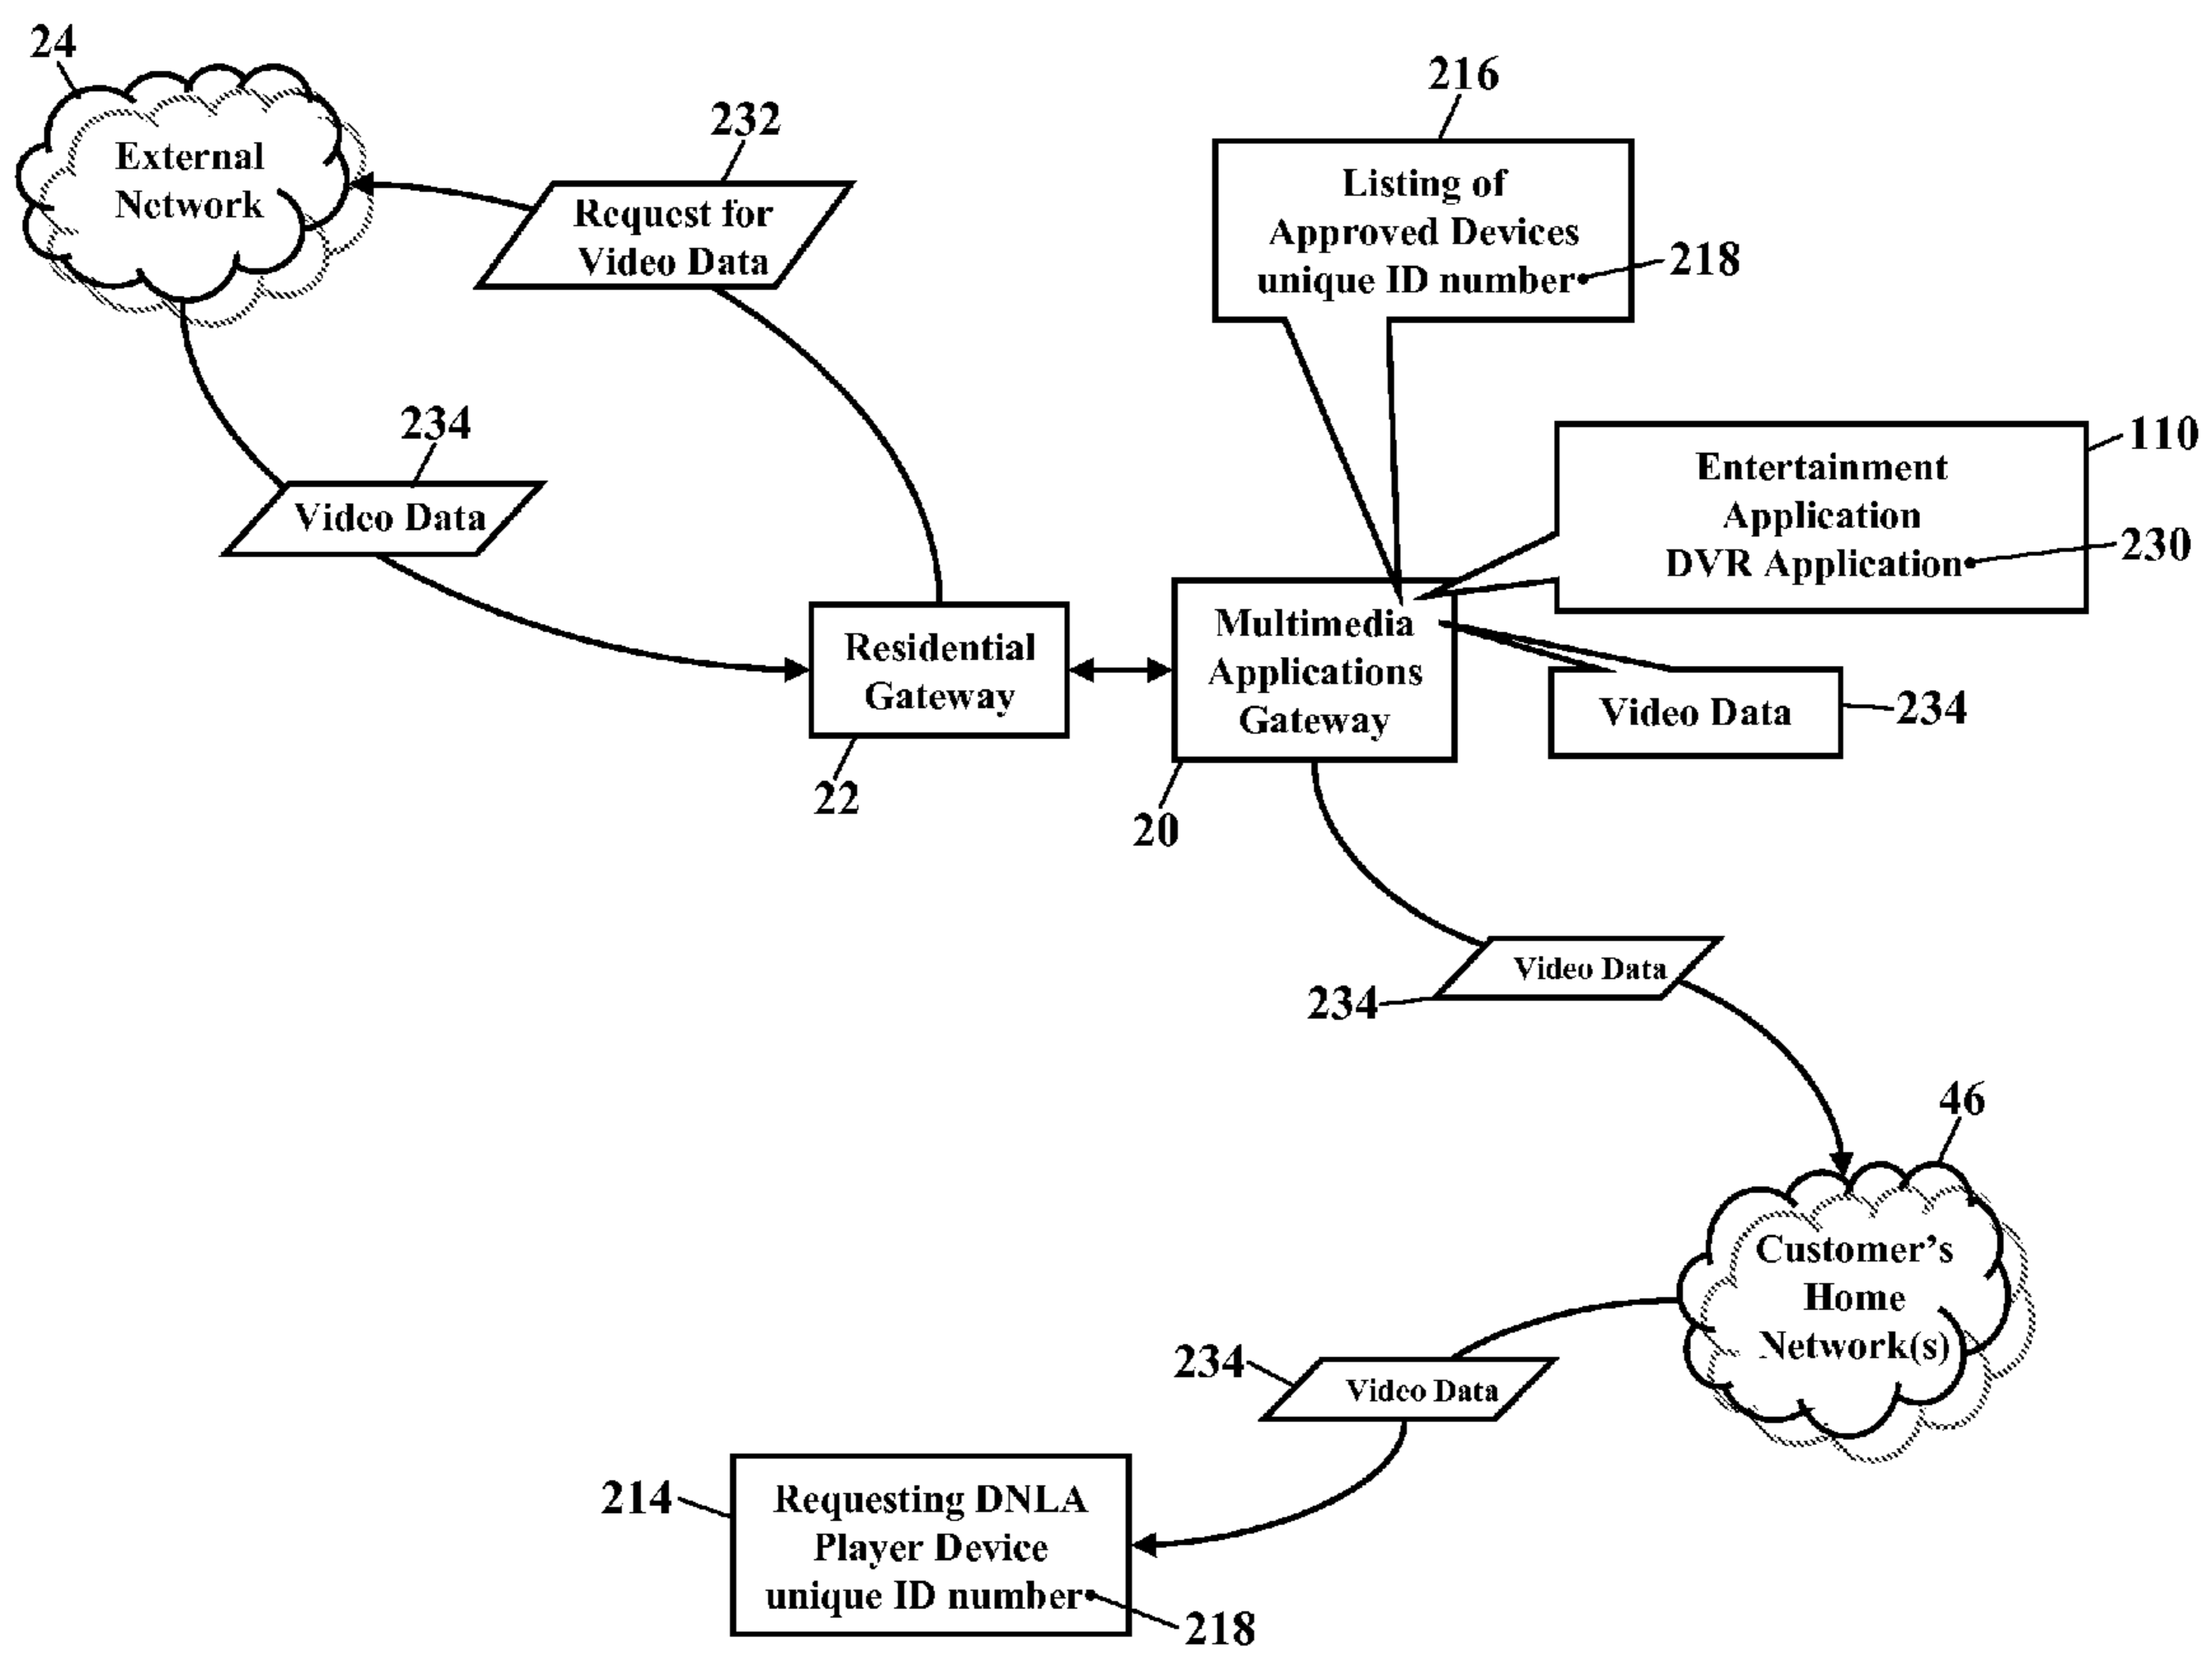 24
External
Network
232
Request for
Video Data
216
Listing of
Approved Devices
unique ID number
218
234
Video Data
110
Entertainment
Application
DVR Application
230
Residential
Gateway
22
Multimedia
Applications
Gateway
20
Video Data
234
Video Data
234
46
Customer's
Home
Network(s)
234
Video Data
214
Requesting DNLA
Player Device
unique ID number
218